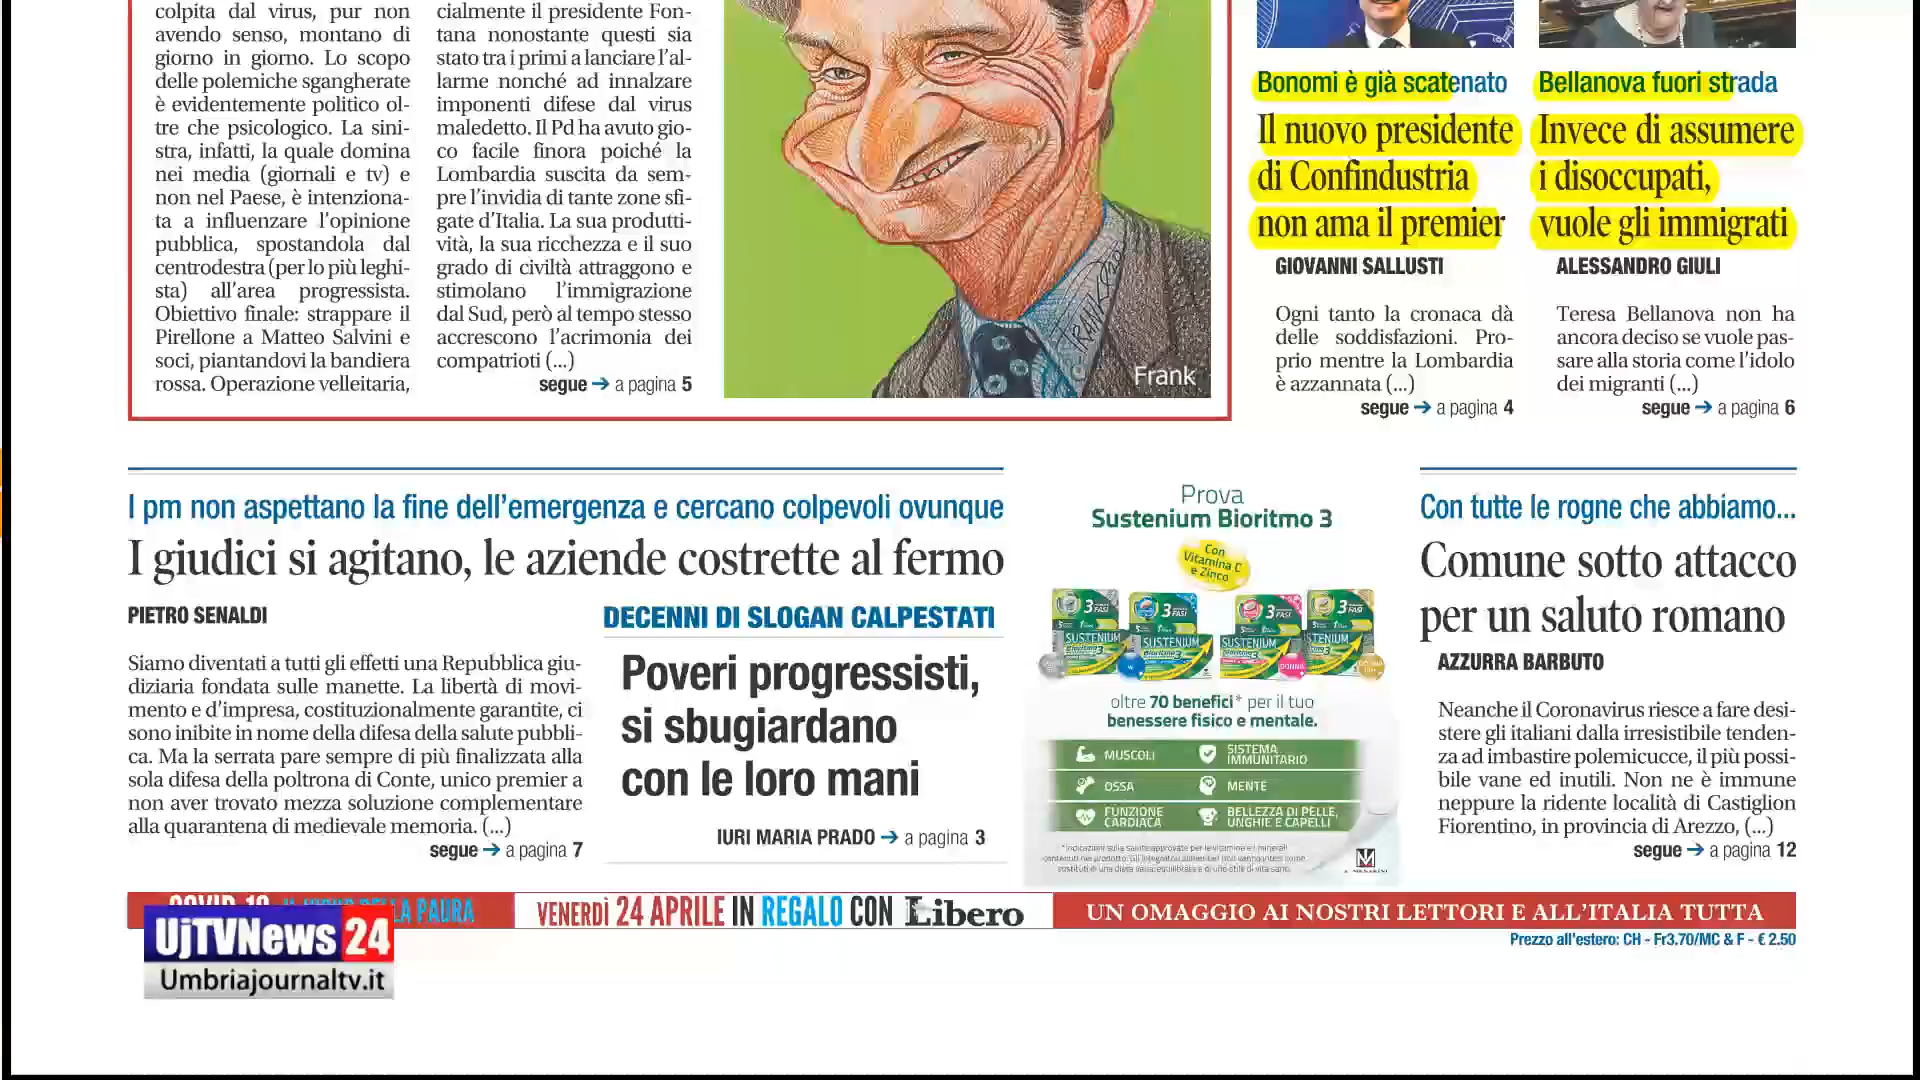 colpita dal virus, pur non
avendo senso, montano di
giorno in giorno. Lo scopo
delle polemiche sgangherate
è evidentemente politico ol-
tre che psicologico. La sini-
stra, infatti, la quale domina
nei media (giornali e tv) e
non nel Paese, è intenziona-
ta a influenzare l'opinione
pubblica, spostandola dal
centrodestra (per lo più leghi-
sta) all'area progressista.
Obiettivo finale: strappare il
Pirellone a Matteo Salvini e
soci, piantandovi la bandiera
rossa. Operazione velleitaria,
cialmente il presidente Fon-
tana nonostante questi sia
stato tra i primi a lanciare l'al-
larme nonché ad innalzare
imponenti difese dal virus
maledetto. Il Pd ha avuto gio-
co facile finora poiché la
Lombardia suscita da sem-
pre l'invidia di tante zone sfi-
gate d'Italia. La sua produtti-
vità, la sua ricchezza e il suo
grado di civiltà attraggono e
stimolano l'immigrazione
dal Sud, però al tempo stesso
accrescono l'acrimonia dei
compatrioti (...)
segue → a pagina 5
Frank
Bonomi è già scatenato
Il nuovo presidente
di Confindustria
non ama il premier
GIOVANNI SALLUSTI
Ogni tanto la cronaca dà
delle soddisfazioni. Pro-
prio mentre la Lombardia
è azzannata (...)
segue → a pagina 4
Bellanova fuori strada
Invece di assumere
i disoccupati,
vuole gli immigrati
ALESSANDRO GIULI
Teresa Bellanova non ha
ancora deciso se vuole pas-
sare alla storia come l'idolo
dei migranti (...)
segue → a pagina 6
I pm non aspettano la fine dell'emergenza e cercano colpevoli ovunque
I giudici si agitano, le aziende costrette al fermo
PIETRO SENALDI
Siamo diventati a tutti gli effetti una Repubblica giu-
diziaria fondata sulle manette. La libertà di movi-
mento e d'impresa, costituzionalmente garantite, ci
sono inibite in nome della difesa della salute pubbli-
ca. Ma la serrata pare sempre di più finalizzata alla
sola difesa della poltrona di Conte, unico premier a
non aver trovato mezza soluzione complementare
alla quarantena di medievale memoria. (...)
segue → a pagina 7
DECENNI DI SLOGAN CALPESTATI
Poveri progressisti,
si sbugiardano
con le loro mani
IURI MARIA PRADO → a pagina 3
Prova
Sustenium Bioritmo 3
Con
Vitamina C
e Zinco
3 FASI
3 FASI
3 FASI
3 FASI
SUSTENIUM
SUSTENIUM
SUSTENIUM
SUSTENIUM
DONNA
oltre 70 benefici* per il tuo
benessere fisico e mentale.
MUSCOLI
SISTEMA
IMMUNITARIO
OSSA
MENTE
FUNZIONE
CARDIACA
BELLEZZA DI PELLE,
UNGHIE E CAPELLI
Con tutte le rogne che abbiamo...
Comune sotto attacco
per un saluto romano
AZZURRA BARBUTO
Neanche il Coronavirus riesce a fare desi-
stere gli italiani dalla irresistibile tenden-
za ad imbastire polemicucce, il più possi-
bile vane ed inutili. Non ne è immune
neppure la ridente località di Castiglion
Fiorentino, in provincia di Arezzo, (...)
segue → a pagina 12
PAURA
VENERDÌ 24 APRILE IN REGALO CON Libero
UN OMAGGIO AI NOSTRI LETTORI E ALL'ITALIA TUTTA
Prezzo all'estero: CH - Fr3.70/MC & F - € 2.50
UjTVNews 24
Umbriajournaltv.it